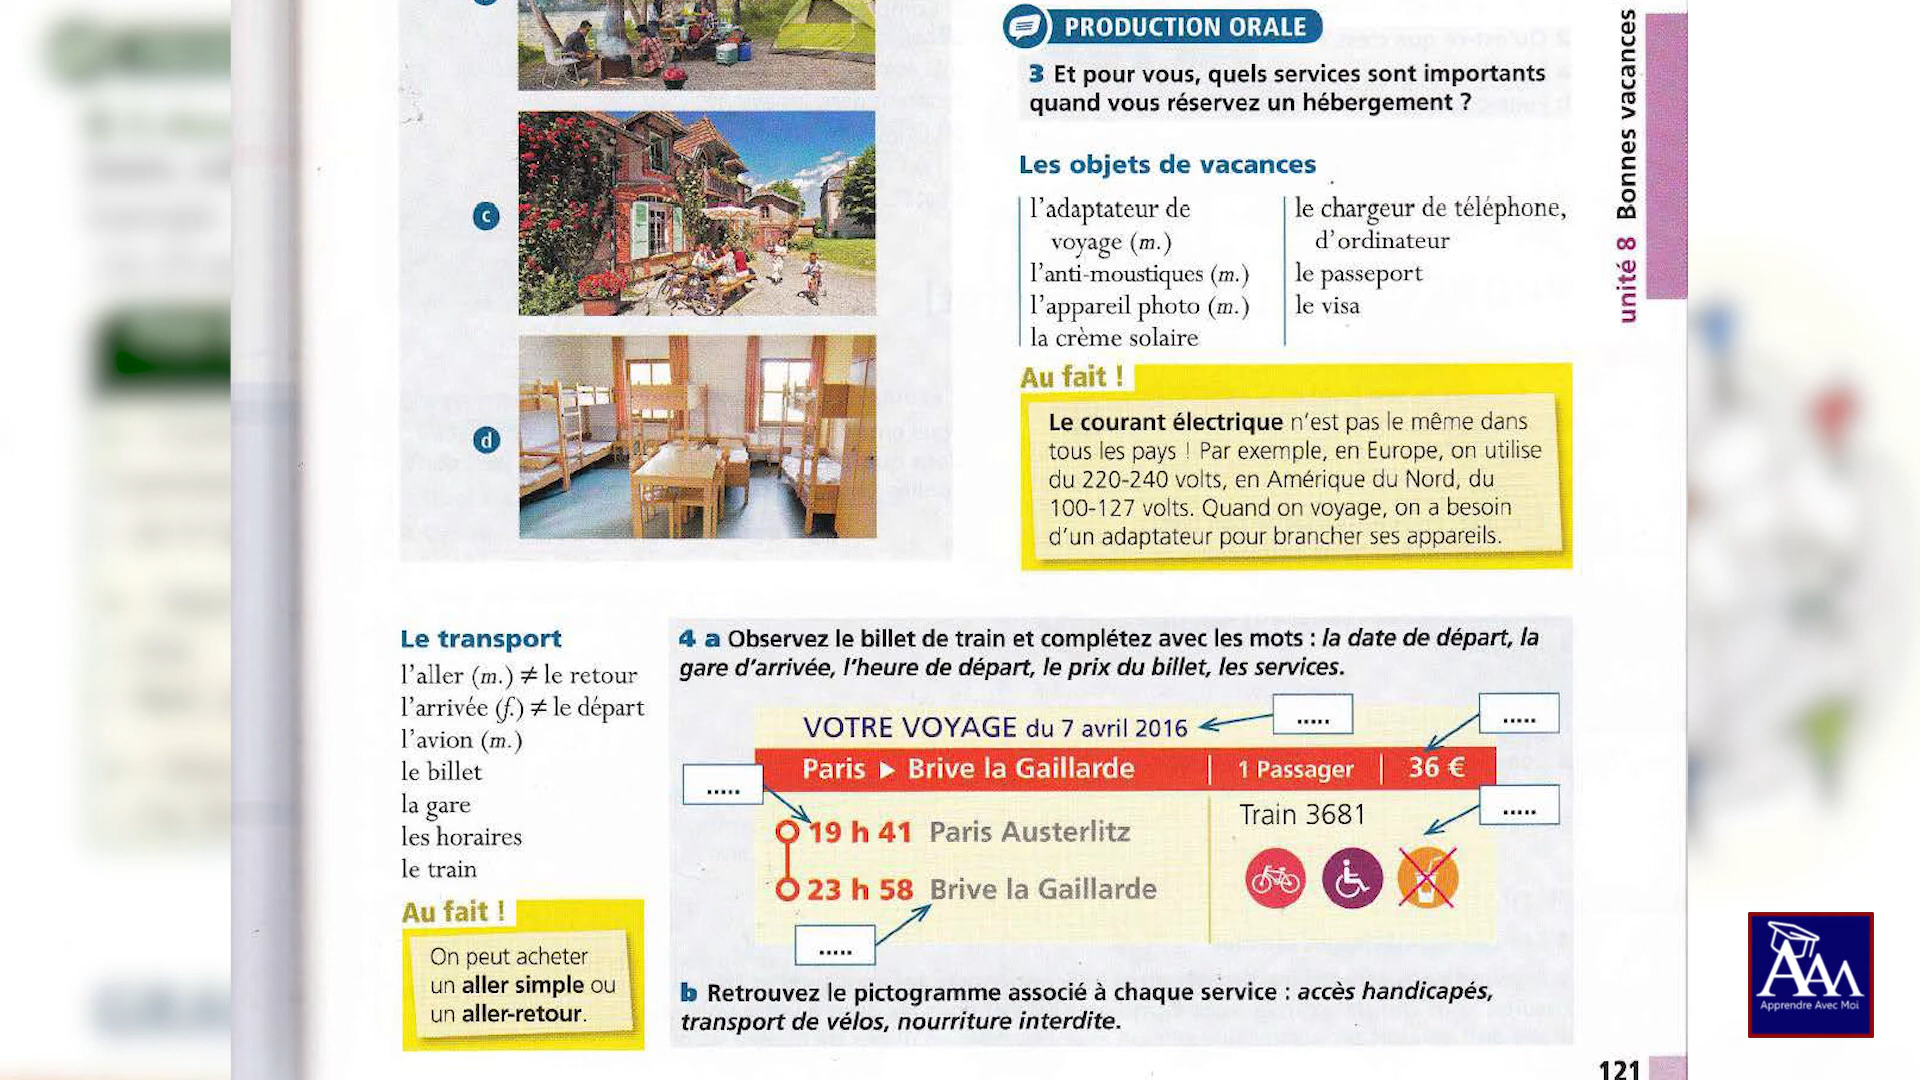 PRODUCTION ORALE
3 Et pour vous, quels services sont importants
quand vous réservez un hébergement ?
Les objets de vacances
l'adaptateur de
voyage (m.)
l'anti-moustiques (m.)
l'appareil photo (m.)
la crème solaire
le chargeur de téléphone,
d'ordinateur
le passeport
le visa
Au fait !
Le courant électrique n'est pas le même dans
tous les pays ! Par exemple, en Europe, on utilise
du 220-240 volts, en Amérique du Nord, du
100-127 volts. Quand on voyage, on a besoin
d'un adaptateur pour brancher ses appareils.
c
d
unité 8 Bonnes vacances
Le transport
l'aller (m.) ≠ le retour
l'arrivée (f.) ≠ le départ
l'avion (m.)
le billet
la gare
les horaires
le train
Au fait !
On peut acheter
un aller simple ou
un aller-retour.
4 a Observez le billet de train et complétez avec les mots : la date de départ, la
gare d'arrivée, l'heure de départ, le prix du billet, les services.
VOTRE VOYAGE du 7 avril 2016
.....
.....
Paris ▶ Brive la Gaillarde | 1 Passager | 36 €
.....
19 h 41 Paris Austerlitz
23 h 58 Brive la Gaillarde
Train 3681
.....
.....
b Retrouvez le pictogramme associé à chaque service : accès handicapés,
transport de vélos, nourriture interdite.
121
AAM
Apprendre Avec Moi